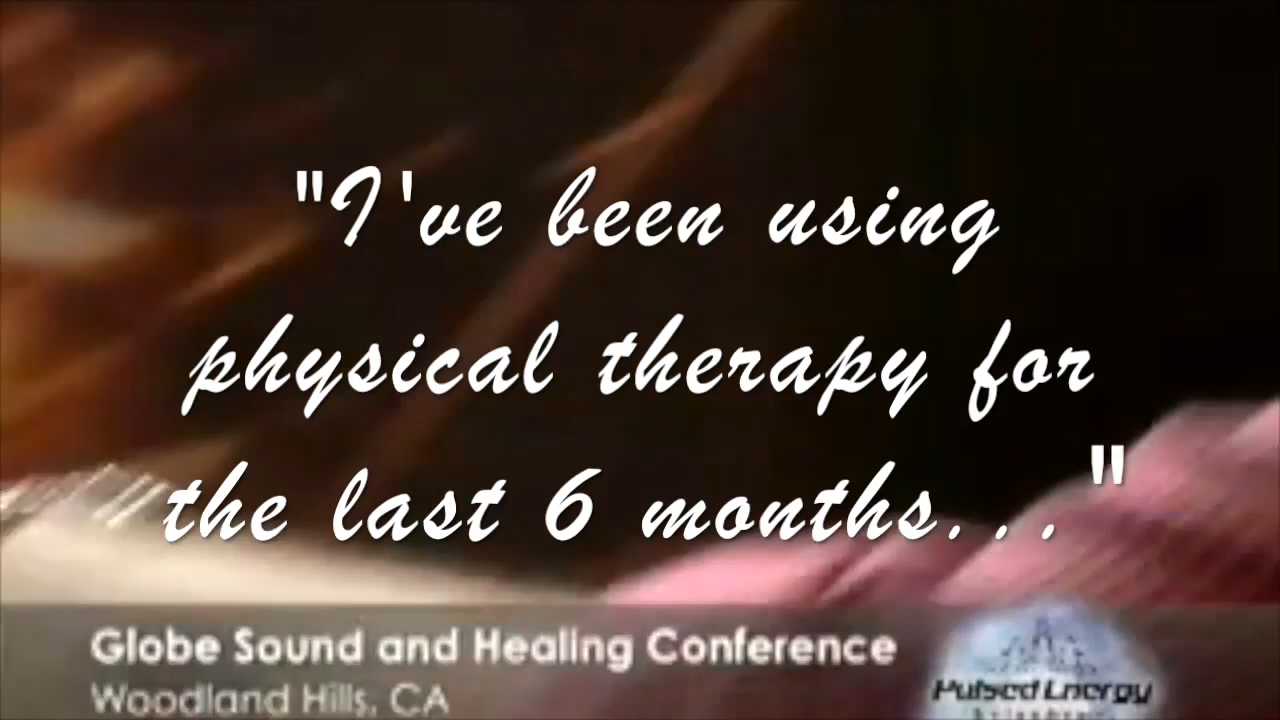 "I've been using
physical therapy for
the last 6 months..."
Globe Sound and Healing Conference
Woodland Hills, CA
Pulsed Energy